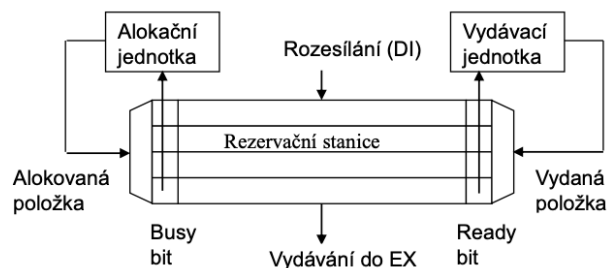 Alokační
jednotka
Rozesílání (DI)
Vydávací
jednotka
Rezervační stanice
Alokovaná
položka
Vydaná
položka
Busy
bit
Vydávání do EX
Ready
bit